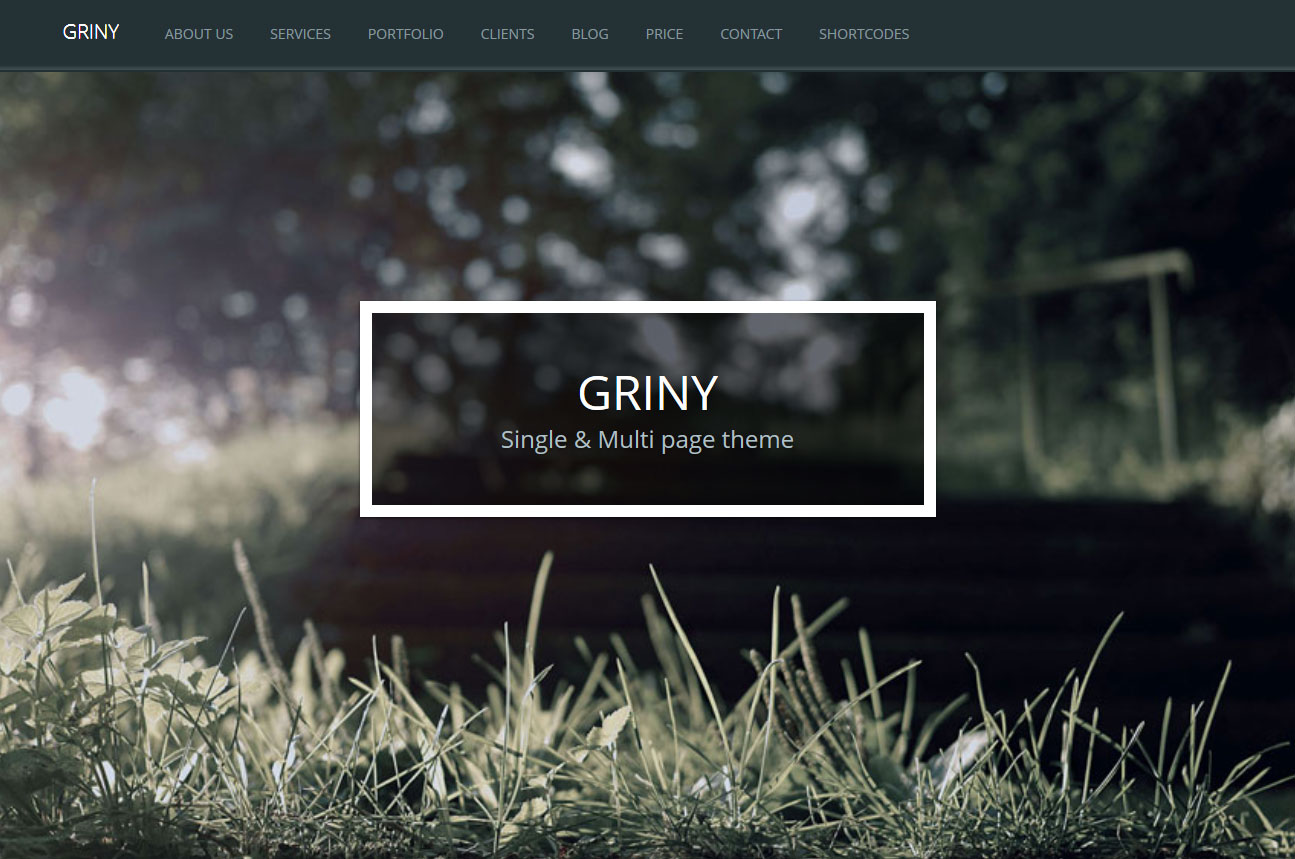 GRINY ABOUT US SERVICES PORTFOLIO CLIENTS BLOG PRICE CONTACT SHORTCODES
GRINY
Single & Multi page theme